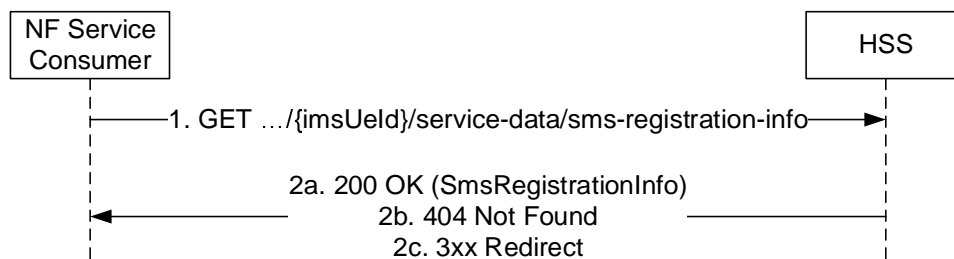 NF Service
Consumer
HSS
1. GET …/{imsUeId}/service-data/sms-registration-info
2a. 200 OK (SmsRegistrationInfo)
2b. 404 Not Found
2c. 3xx Redirect